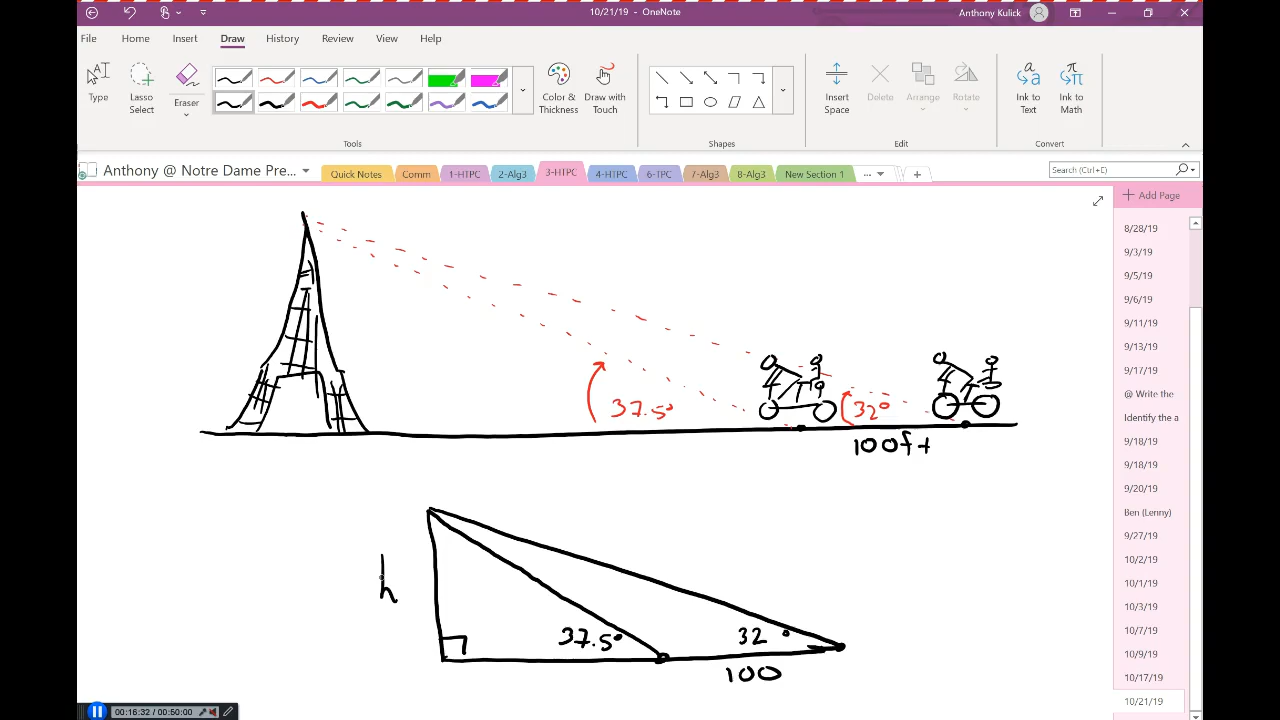 10/21/19 - OneNote
Anthony Kulick
File Home Insert Draw History Review View Help
Type
Lasso Select
Eraser
Color & Thickness
Draw with Touch
Insert Space
Delete
Arrange
Rotate
Ink to Text
Ink to Math
Tools
Shapes
Edit
Convert
Anthony @ Notre Dame Pre...
Quick Notes Comm 1-HTPC 2-Alg3 3-HTPC 4-HTPC 6-TPC 7-Alg3 8-Alg3 New Section 1 ... +
Search (Ctrl+E)
+ Add Page
8/28/19
9/3/19
9/5/19
9/6/19
9/11/19
9/13/19
9/17/19
@ Write the
Identify the a
9/18/19
9/18/19
9/20/19
Ben (Lenny)
9/27/19
10/2/19
10/1/19
10/3/19
10/7/19
10/9/19
10/17/19
10/21/19
37.5°
32°
100ft
h
37.5°
32°
100
00:16:32 / 00:50:00